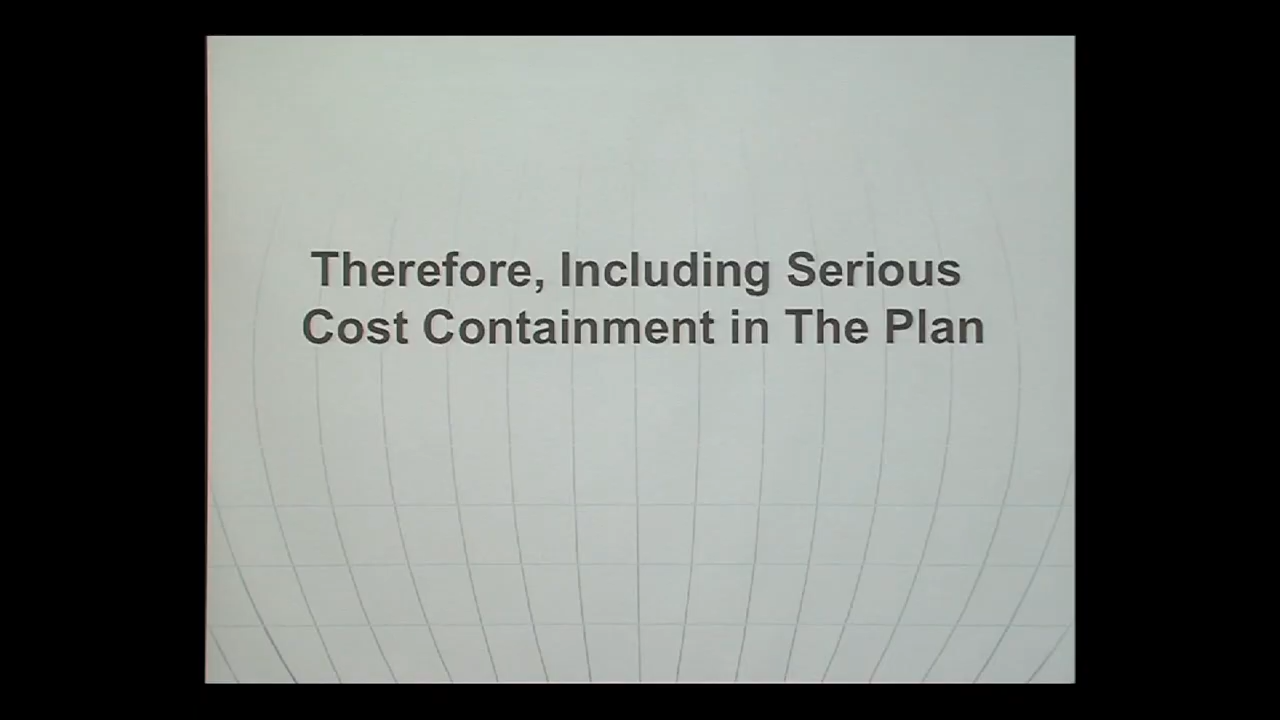 Therefore, Including Serious
Cost Containment in The Plan